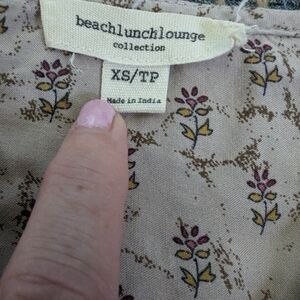 beachlunchlounge
collection
XS/TP
Made in India